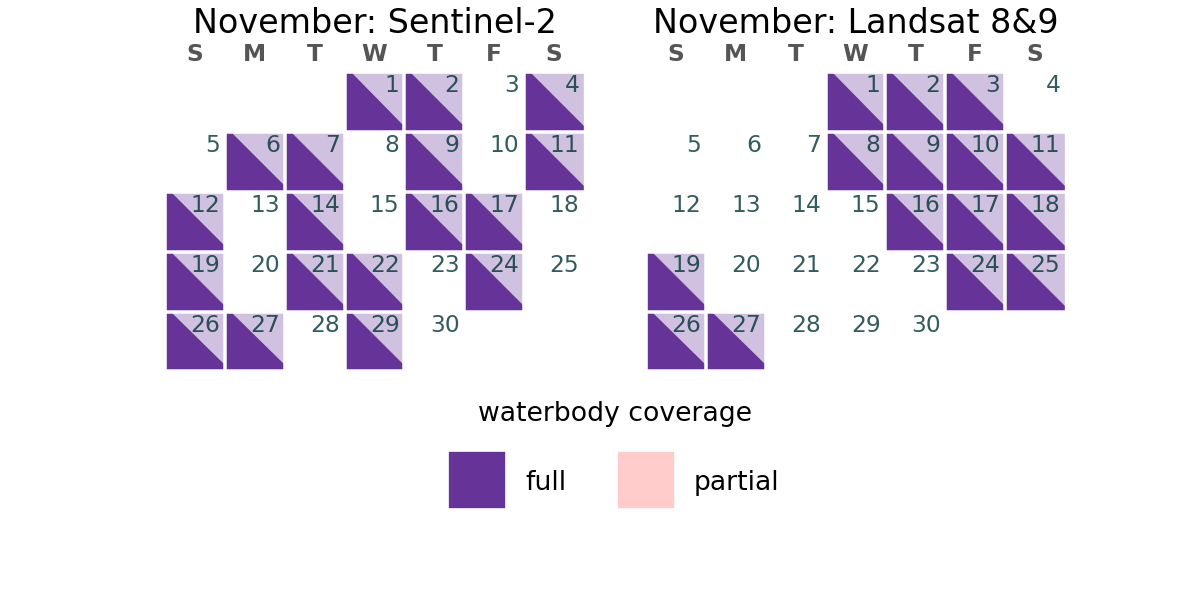 November: Sentinel-2
S M T W T F S
1 2 3 4
5 6 7 8 9 10 11
12 13 14 15 16 17 18
19 20 21 22 23 24 25
26 27 28 29 30
November: Landsat 8&9
S M T W T F S
1 2 3 4
5 6 7 8 9 10 11
12 13 14 15 16 17 18
19 20 21 22 23 24 25
26 27 28 29 30
waterbody coverage
full partial